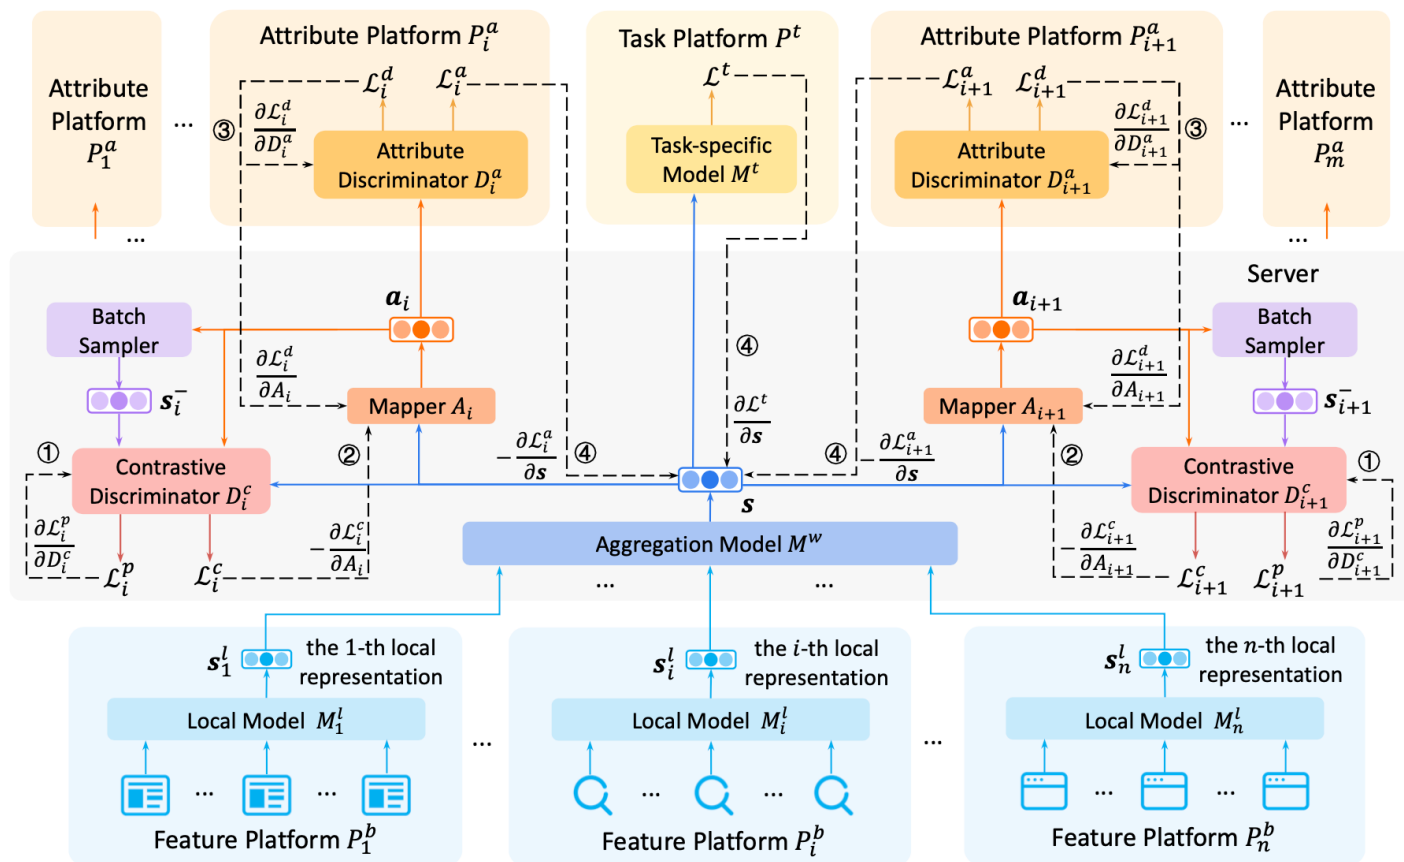 Attribute
Platform
P_1^a
...
Attribute Platform P_i^a
ℒ_i^d
ℒ_i^a
③
∂ℒ_i^d
∂D_i^a
Attribute
Discriminator D_i^a
Task Platform P^t
ℒ^t
Task-specific
Model M^t
Attribute Platform P_{i+1}^a
ℒ_{i+1}^a
ℒ_{i+1}^d
∂ℒ_{i+1}^d
∂D_{i+1}^a
③
Attribute
Discriminator D_{i+1}^a
...
Attribute
Platform
P_m^a
...
...
Server
Batch
Sampler
a_i
a_{i+1}
Batch
Sampler
s_i^-
∂ℒ_i^d
∂A_i
Mapper A_i
④
∂ℒ^t
∂s
Mapper A_{i+1}
∂ℒ_{i+1}^d
∂A_{i+1}
s_{i+1}^-
①
Contrastive
Discriminator D_i^c
②
−∂ℒ_i^a
∂s
④
s
④
−∂ℒ_{i+1}^a
∂s
②
Contrastive
Discriminator D_{i+1}^c
①
∂ℒ_i^p
∂D_i^c
ℒ_i^p
ℒ_i^c
−∂ℒ_i^c
∂A_i
Aggregation Model M^w
−∂ℒ_{i+1}^c
∂A_{i+1}
ℒ_{i+1}^c
ℒ_{i+1}^p
∂ℒ_{i+1}^p
∂D_{i+1}^c
...
...
s_1^l
the 1-th local
representation
Local Model M_1^l
...
...
Feature Platform P_1^b
...
s_i^l
the i-th local
representation
Local Model M_i^l
...
...
Feature Platform P_i^b
...
s_n^l
the n-th local
representation
Local Model M_n^l
...
...
Feature Platform P_n^b